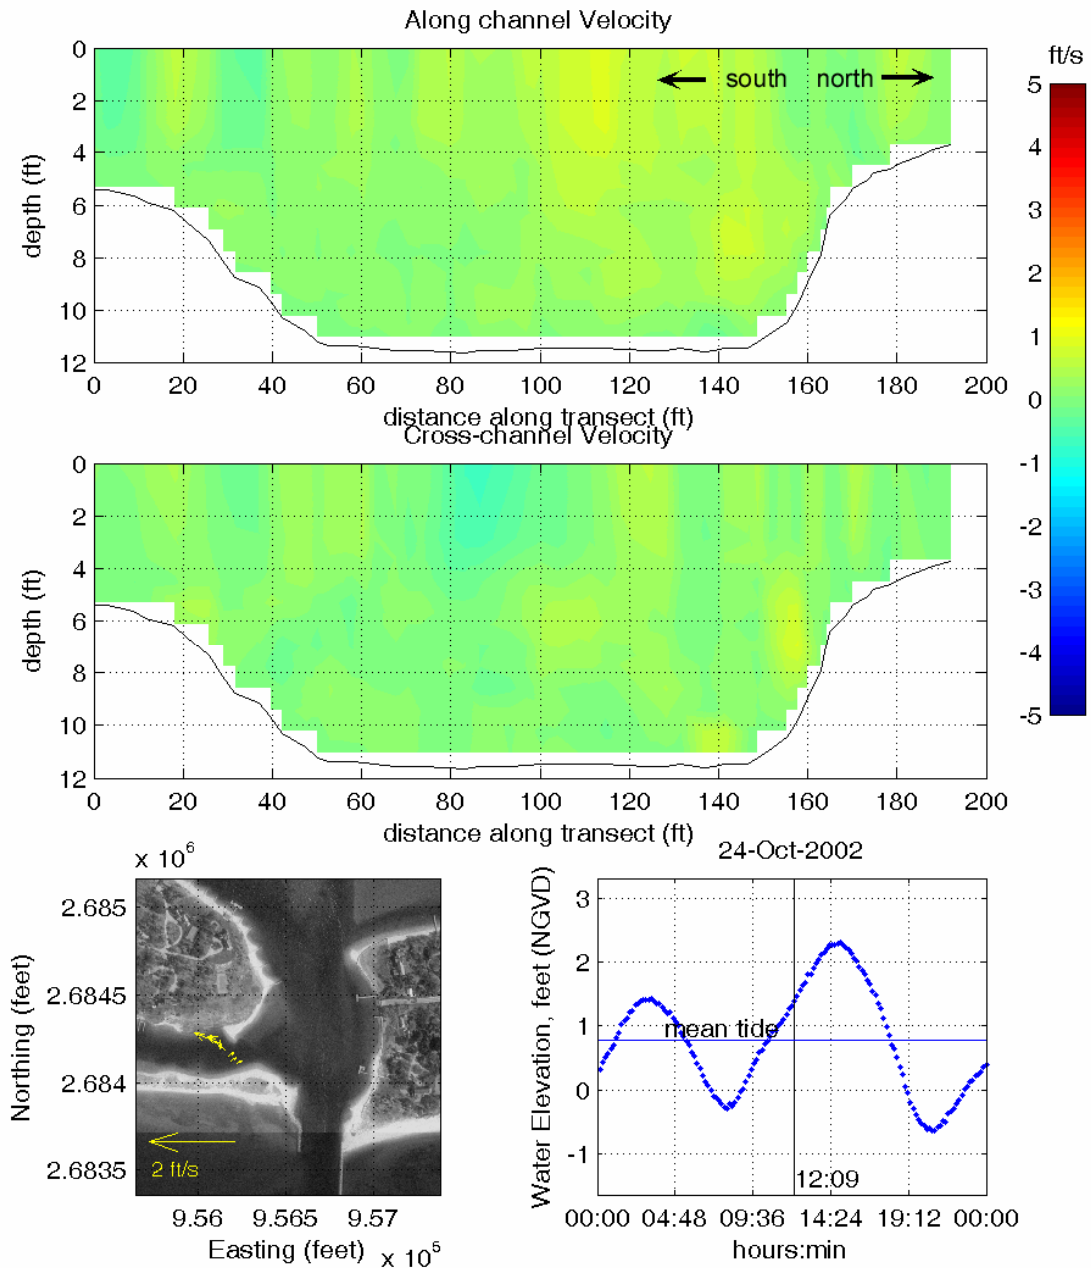 Along channel Velocity
ft/s
south north
0
2
4
6
8
10
12
depth (ft)
0 20 40 60 80 100 120 140 160 180 200
distance along transect (ft)
5
4
3
2
1
0
-1
-2
-3
-4
-5
Cross-channel Velocity
0
2
4
6
8
10
12
depth (ft)
0 20 40 60 80 100 120 140 160 180 200
distance along transect (ft)
x 10⁶
2.685
2.6845
2.684
2.6835
Northing (feet)
2 ft/s
9.56 9.565 9.57
Easting (feet) x 10⁵
24-Oct-2002
Water Elevation, feet (NGVD)
3
2
1
0
-1
mean tide
12:09
00:00 04:48 09:36 14:24 19:12 00:00
hours:min